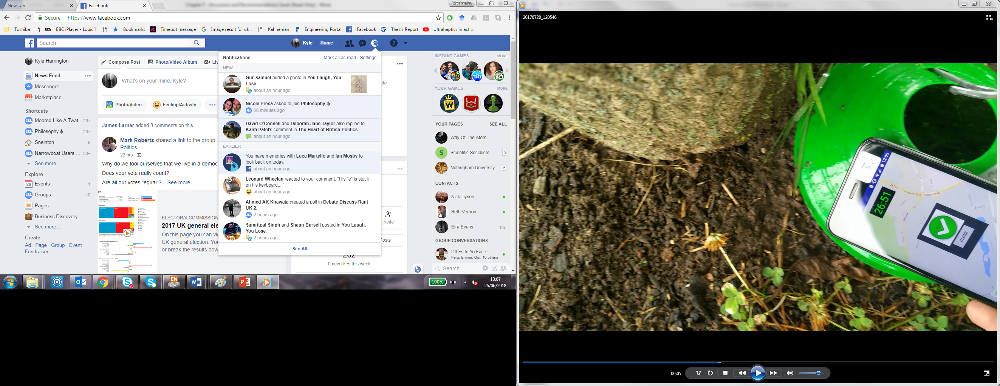 New Tab
Facebook
Mechanics
Secure
https://www.facebook.com
Toshiba
BBC iPlayer - Louis T
Bookmarks
Timeout message
Image result for uk c
Kahneman
Engineering Portal
Facebook
Thesis Report
Ultrahaptics in action
Search
Kyle
Home
Kyle Harrington
News Feed
Messenger
Marketplace
Shortcuts
Moored Like A Twat 20+
Philosophy ϕ 20+
Sneinton 9
Narrowboat Users ... 20+
See more...
Explore
Events 1
26
Groups 10
Pages
Business Discovery
See more...
Create
Ad · Page · Group · Event ·
Fundraiser
Compose Post
Photo/Video Album
Liv
What's on your mind, Kyle?
Photo/Video
Feeling/Activity
James Larner added 8 comments on this.
Mark Roberts shared a link to the group:
Politics.
22 hrs ·
Why do we fool ourselves that we live in a democ
Does your vote really count?
Are all our votes "equal"?... See more
UK
ELECTORALCOMMISSION
2017 UK general ele
On this page you can vi
UK general election. You
or break the results dow
Notifications
Mark all as read · Settings
NEW
Gur Samuel added a photo in You Laugh, You
Lose.
about an hour ago
Nicole Presa asked to join Philosophy ϕ.
58 minutes ago
David O'Connell and Deborah Jane Taylor also replied to
Kanti Patel's comment in The Heart of British Politics.
about an hour ago
EARLIER
You have memories with Luca Martello and Ian Mosby to
look back on today.
about an hour ago
Leonard Wheelan reacted to your comment: "His "e" is stuck
on his keyboard,..."
about an hour ago
Ahmed AK Khawaja created a poll in Debate Discuss Rant
UK 2.
2 hours ago
Samritpal Singh and Shaun Bursell posted in You Laugh,
You Lose.
2 hours ago
See All
ite
Invite
Posts
262
0 new likes this week
INSTANT GAMES MORE
TEST
YOUR GAMES MORE
W
YOUR PAGES SEE ALL
Way Of The Atom
S
Scientific Socialism 9
Nottingham University... 5
CONTACTS
Nick Dyson
Beth Vernon
Eira Evans 1m
GROUP CONVERSATIONS
DILFs In Yo Face
Ferg, Emma, Gur, 16 others
Search
EN
100%
13:07
26/06/2018
20170720_120546
12:05
26:51
A6514
Clifton Blvd
East Dr
CLOSE
00:05